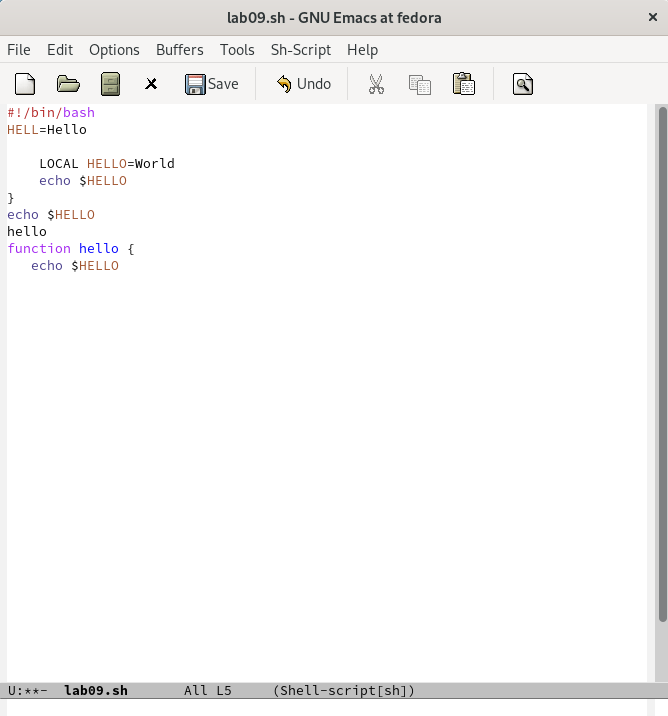 lab09.sh - GNU Emacs at fedora
File Edit Options Buffers Tools Sh-Script Help
Save Undo
#!/bin/bash
HELL=Hello
    LOCAL HELLO=World
    echo $HELLO
}
echo $HELLO
hello
function hello {
   echo $HELLO
U:**-  lab09.sh       All L5     (Shell-script[sh])